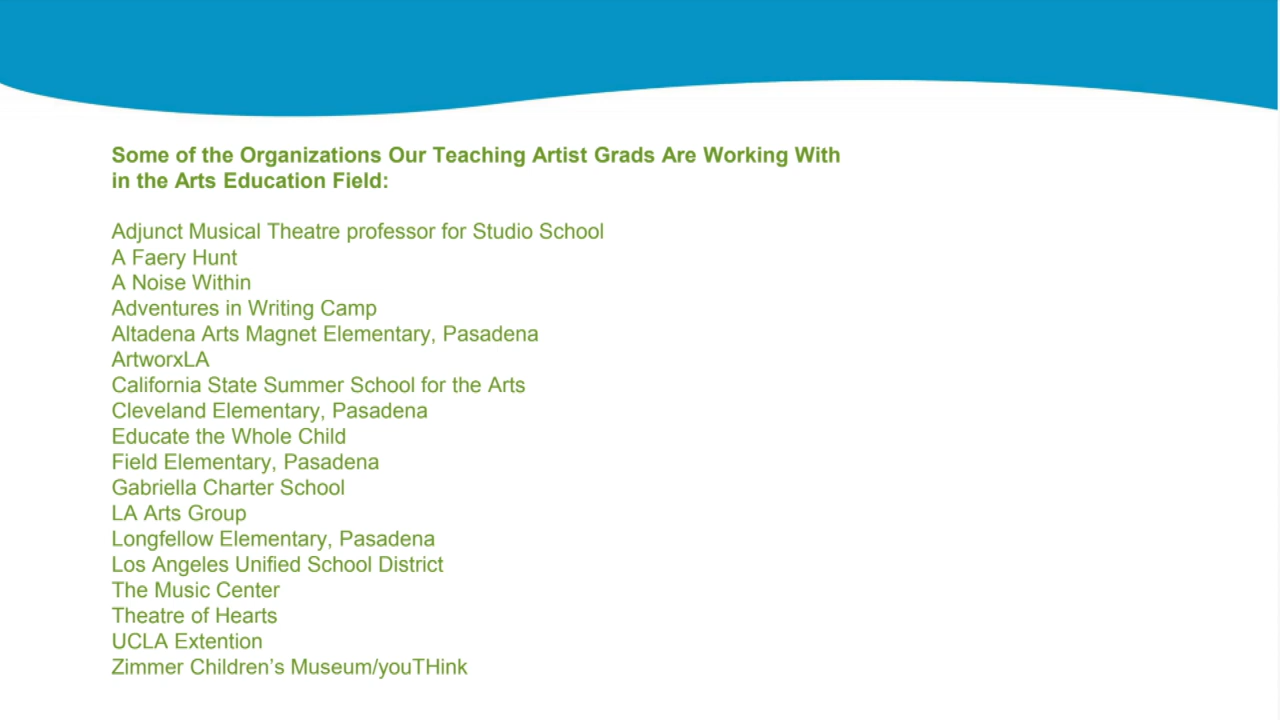 Some of the Organizations Our Teaching Artist Grads Are Working With
in the Arts Education Field:
Adjunct Musical Theatre professor for Studio School
A Faery Hunt
A Noise Within
Adventures in Writing Camp
Altadena Arts Magnet Elementary, Pasadena
ArtworxLA
California State Summer School for the Arts
Cleveland Elementary, Pasadena
Educate the Whole Child
Field Elementary, Pasadena
Gabriella Charter School
LA Arts Group
Longfellow Elementary, Pasadena
Los Angeles Unified School District
The Music Center
Theatre of Hearts
UCLA Extention
Zimmer Children’s Museum/youTHink